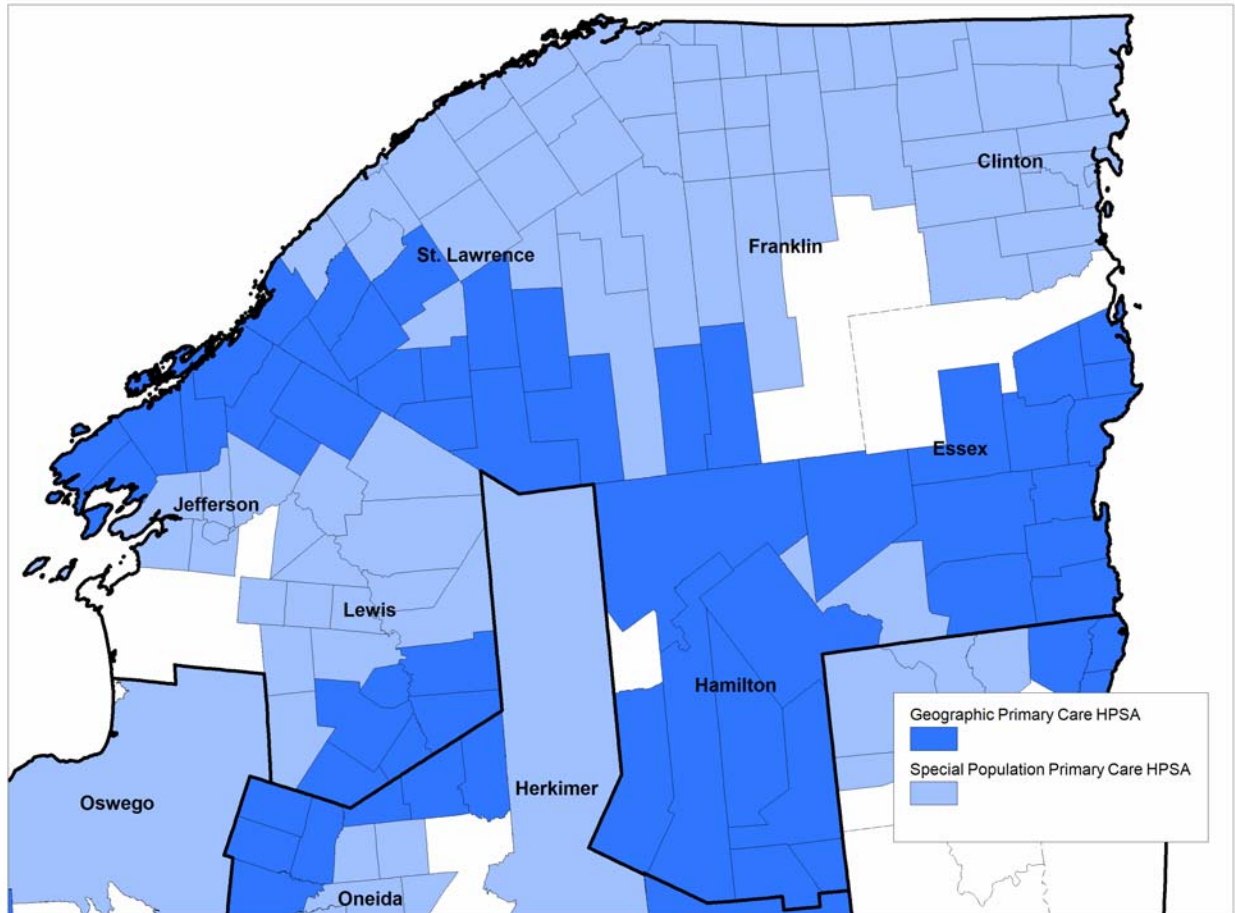 Clinton
Franklin
St. Lawrence
Essex
Jefferson
Lewis
Hamilton
Geographic Primary Care HPSA
Special Population Primary Care HPSA
Herkimer
Oswego
Oneida